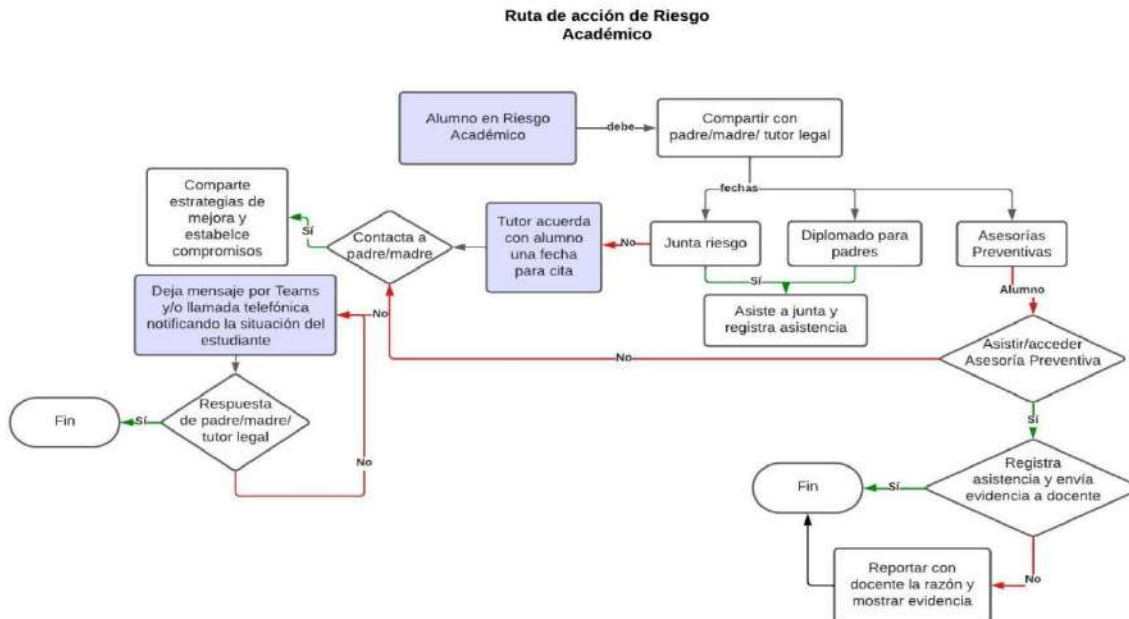 Ruta de acción de Riesgo
Académico
Alumno en Riesgo
Académico
debe
Compartir con
padre/madre/ tutor legal
fechas
Comparte
estrategias de
mejora y
estabelce
compromisos
Sí
Contacta a
padre/madre
Tutor acuerda
con alumno
una fecha
para cita
No
Junta riesgo
Diplomado para
padres
Asesorías
Preventivas
Sí
Alumno
Asiste a junta y
registra asistencia
Deja mensaje por Teams
y/o llamada telefónica
notificando la situación del
estudiante
No
No
Asistir/acceder
Asesoría Preventiva
Respuesta
de padre/madre/
tutor legal
Sí
Fin
No
Sí
Registra
asistencia y envía
evidencia a docente
Sí
Fin
No
Reportar con
docente la razón y
mostrar evidencia